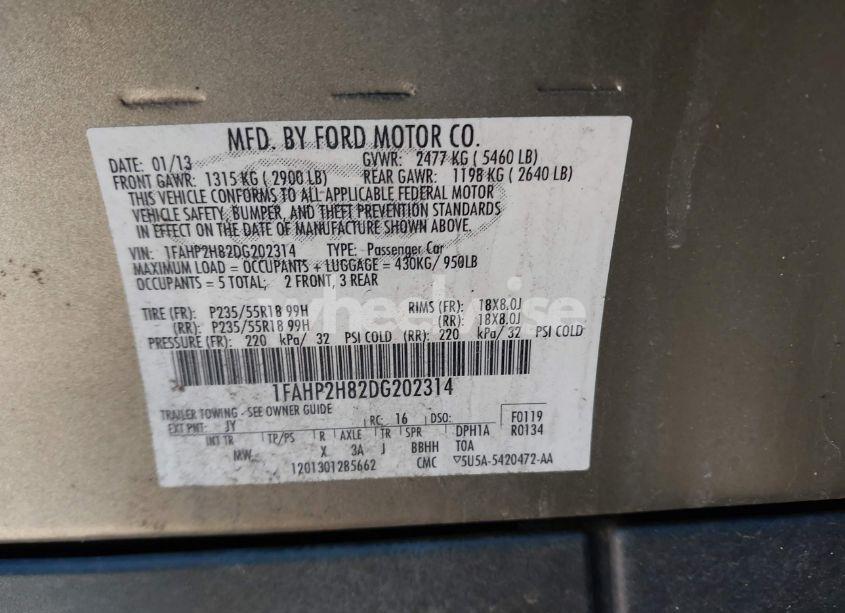 MFD. BY FORD MOTOR CO.
DATE: 01/13 GVWR: 2477 KG ( 5460 LB)
FRONT GAWR: 1315 KG ( 2900 LB) REAR GAWR: 1198 KG ( 2640 LB)
THIS VEHICLE CONFORMS TO ALL APPLICABLE FEDERAL MOTOR
VEHICLE SAFETY, BUMPER, AND THEFT PREVENTION STANDARDS
IN EFFECT ON THE DATE OF MANUFACTURE SHOWN ABOVE.
VIN: 1FAHP2H82DG202314 TYPE: Passenger Car
MAXIMUM LOAD = OCCUPANTS + LUGGAGE = 430KG/ 950LB
OCCUPANTS = 5 TOTAL; 2 FRONT, 3 REAR
TIRE (FR): P235/55R18 99H RIMS (FR): 18X8.0J
(RR): P235/55R18 99H (RR): 18X8.0J
PRESSURE (FR): 220 kPa/ 32 PSI COLD (RR): 220 kPa/ 32 PSI COLD
1FAHP2H82DG202314
TRAILER TOWING - SEE OWNER GUIDE
EXT PNT: JY RC: 16 DSO: F0119
INT TR TP/PS R AXLE TR SPR DPH1A R0134
MW X 3A J BBHH TOA
1201301285662 CMC ▽5U5A-5420472-AA
wheelwise